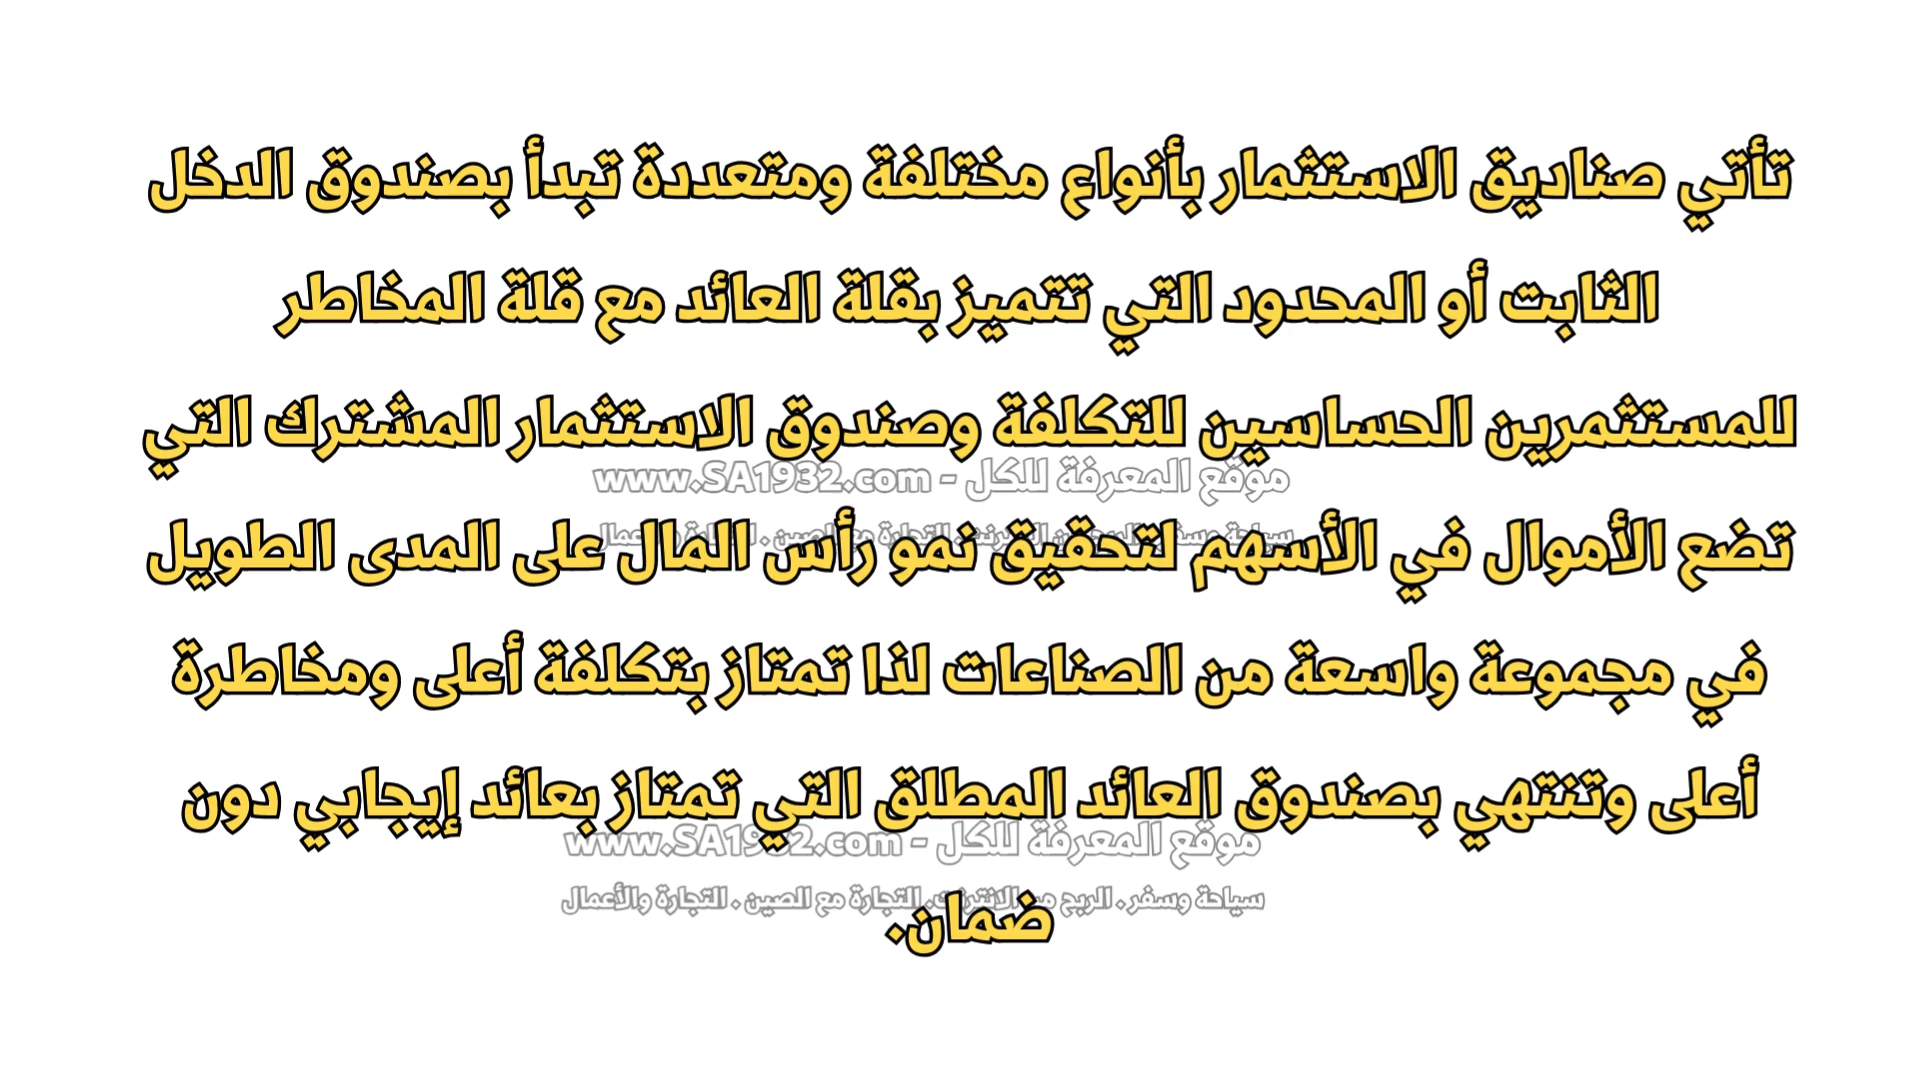 تأتي صناديق الاستثمار بأنواع مختلفة ومتعددة تبدأ بصندوق الدخل
الثابت أو المحدود التي تتميز بقلة العائد مع قلة المخاطر
للمستثمرين الحساسين للتكلفة وصندوق الاستثمار المشترك التي
موقع المعرفة للكل - www.SA1932.com
تضع الأموال في الأسهم لتحقيق نمو رأس المال على المدى الطويل
في مجموعة واسعة من الصناعات لذا تمتاز بتكلفة أعلى ومخاطرة
أعلى وتنتهي بصندوق العائد المطلق التي تمتاز بعائد إيجابي دون
موقع المعرفة للكل - www.SA1932.com
سياحة وسفر . الربح من الانترنت . التجارة مع الصين . التجارة والأعمال
ضمان.